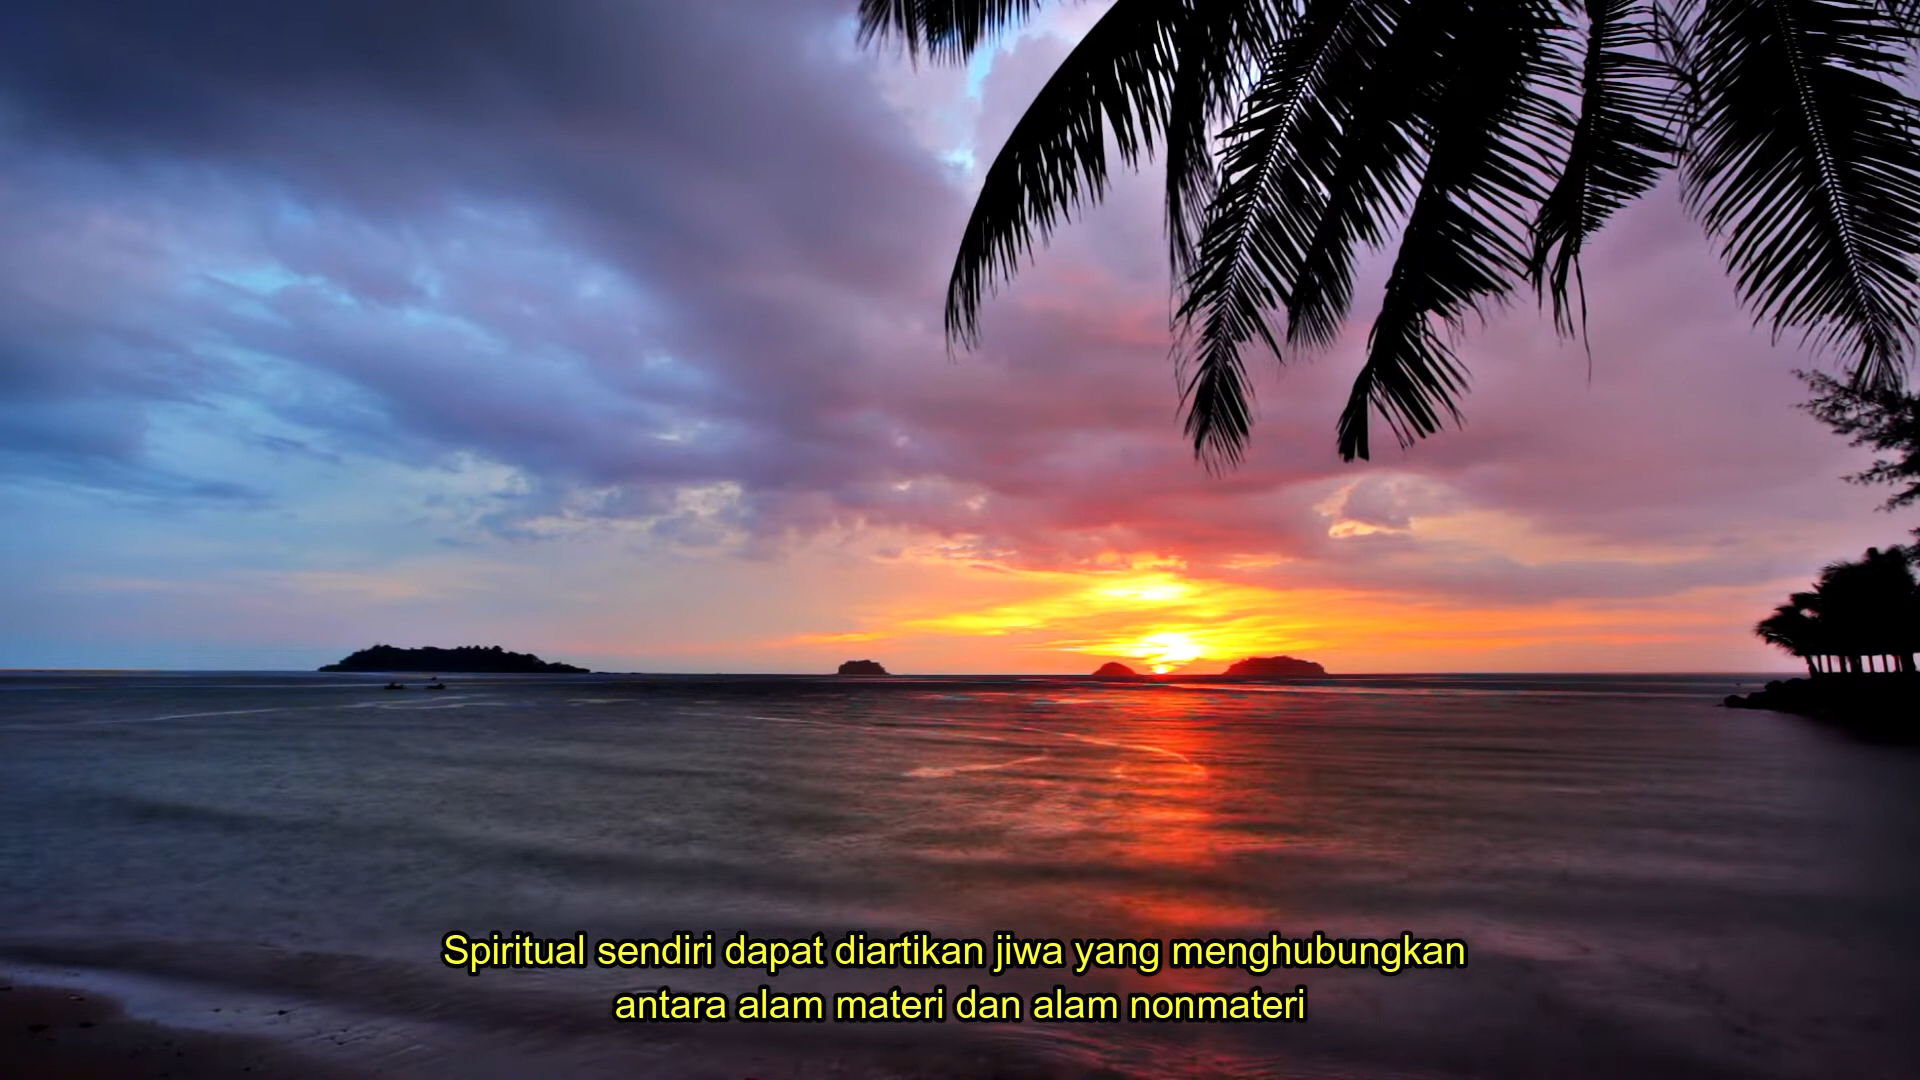 Spiritual sendiri dapat diartikan jiwa yang menghubungkan
antara alam materi dan alam nonmateri